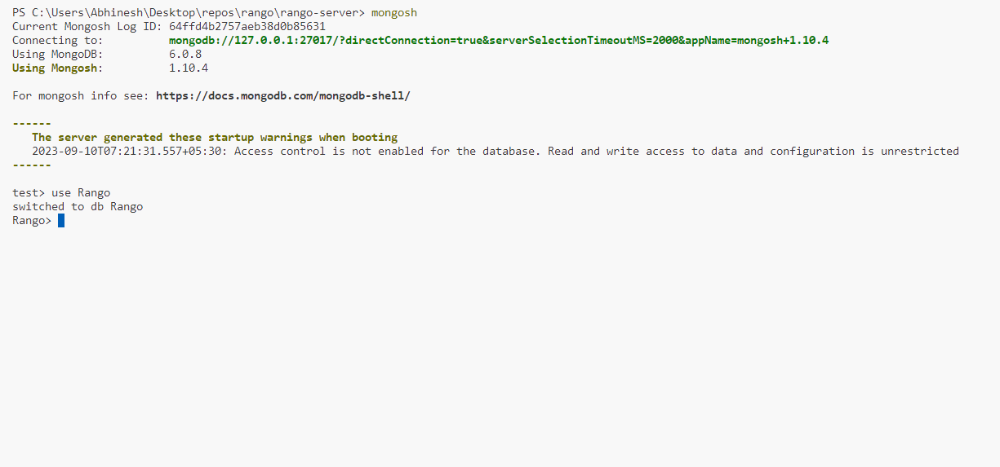 PS C:\Users\Abhinesh\Desktop\repos\rango\rango-server> mongosh
Current Mongosh Log ID: 64ffd4b2757aeb38d0b85631
Connecting to: mongodb://127.0.0.1:27017/?directConnection=true&serverSelectionTimeoutMS=2000&appName=mongosh+1.10.4
Using MongoDB: 6.0.8
Using Mongosh: 1.10.4
For mongosh info see: https://docs.mongodb.com/mongodb-shell/
------
The server generated these startup warnings when booting
2023-09-10T07:21:31.557+05:30: Access control is not enabled for the database. Read and write access to data and configuration is unrestricted
------
test> use Rango
switched to db Rango
Rango>